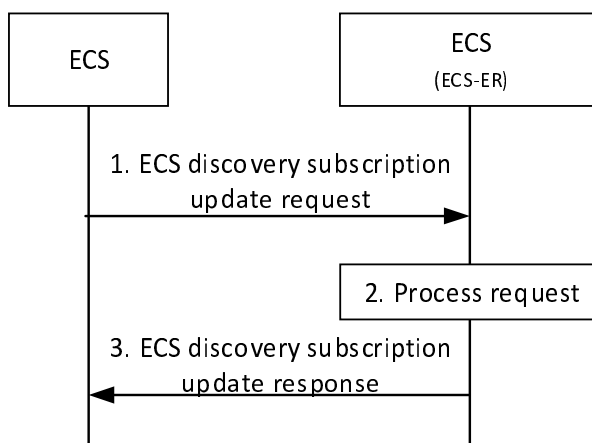 ECS
ECS
(ECS-ER)
1. ECS discovery subscription
update request
2. Process request
3. ECS discovery subscription
update response